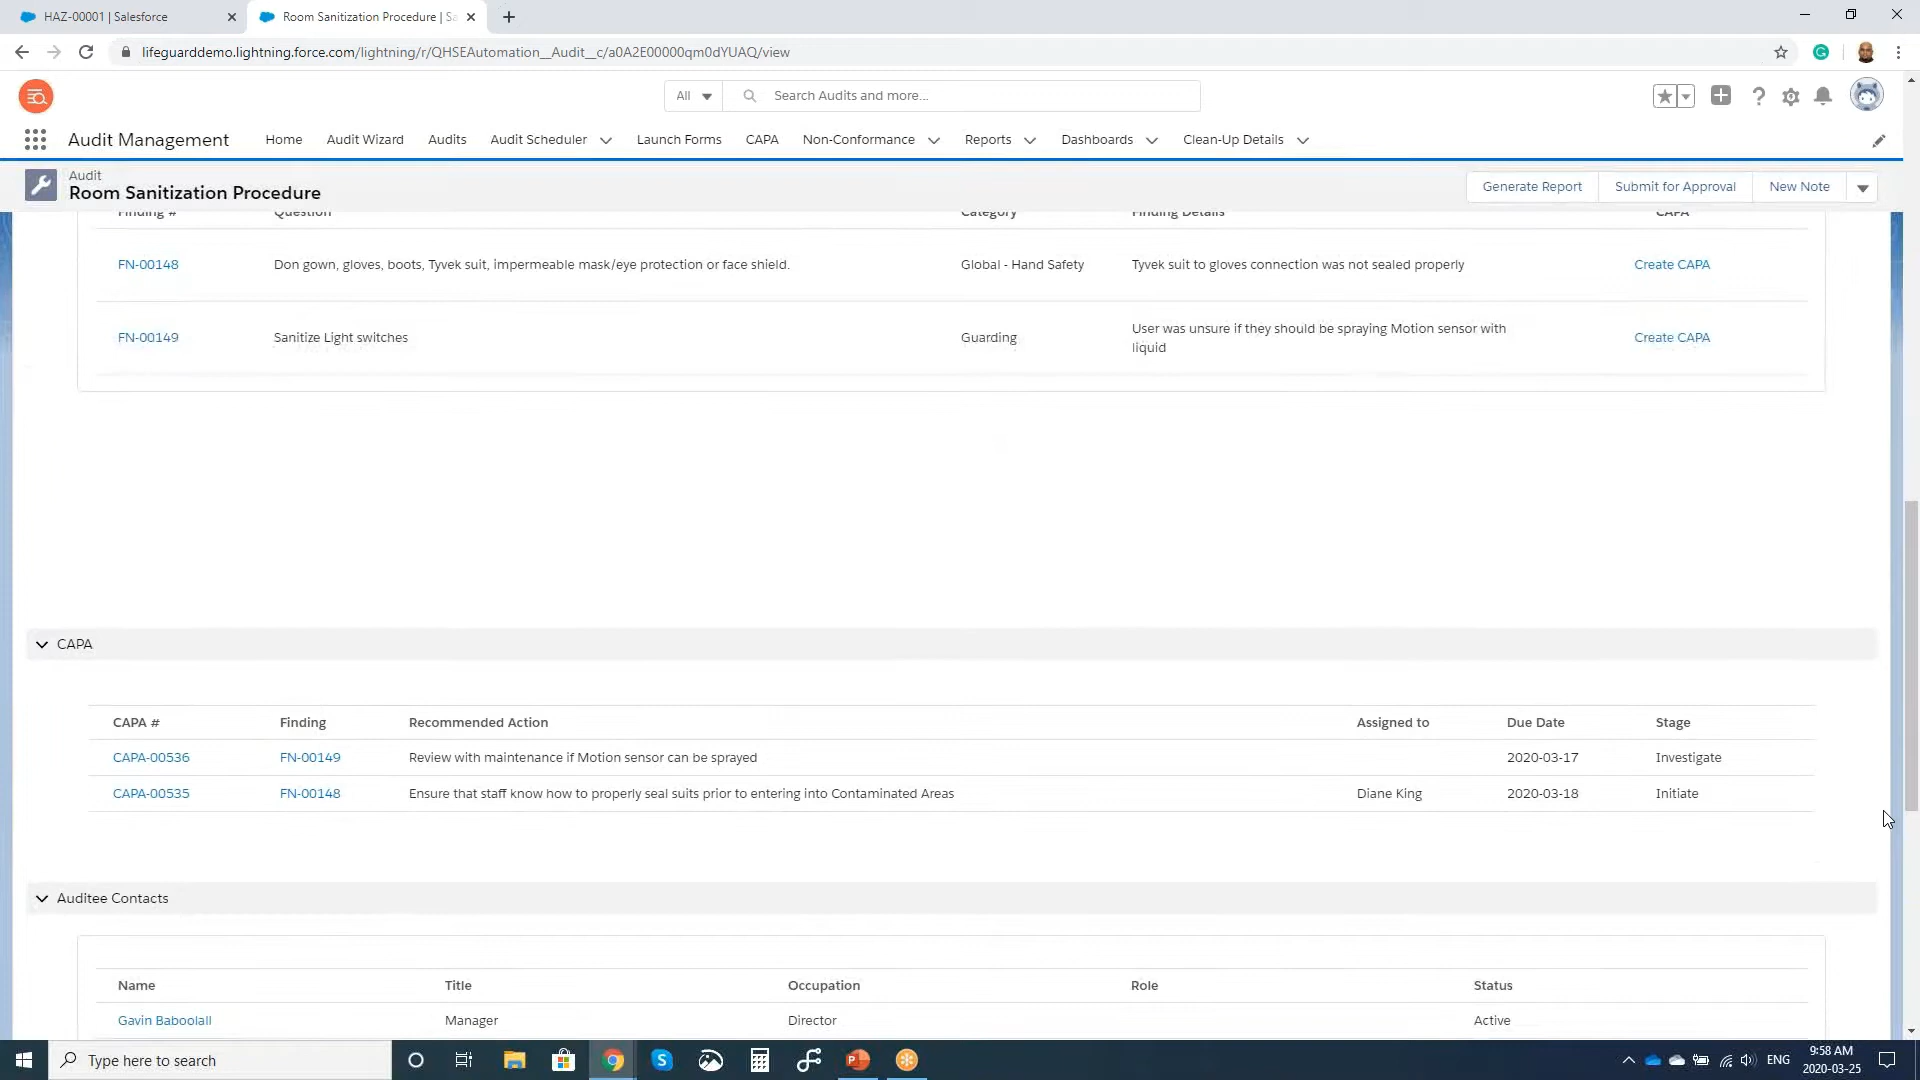 HAZ-00001 | Salesforce
Room Sanitization Procedure | Sa
lifeguarddemo.lightning.force.com/lightning/r/QHSEAutomation__Audit__c/a0A2E00000qm0dYUAQ/view
All
Search Audits and more...
Audit Management
Home
Audit Wizard
Audits
Audit Scheduler
Launch Forms
CAPA
Non-Conformance
Reports
Dashboards
Clean-Up Details
Audit
Room Sanitization Procedure
Generate Report
Submit for Approval
New Note
Finding # Question Category Finding Details CAPA
FN-00148 Don gown, gloves, boots, Tyvek suit, impermeable mask/eye protection or face shield. Global - Hand Safety Tyvek suit to gloves connection was not sealed properly Create CAPA
FN-00149 Sanitize Light switches Guarding User was unsure if they should be spraying Motion sensor with Create CAPA
liquid
CAPA
CAPA # Finding Recommended Action Assigned to Due Date Stage
CAPA-00536 FN-00149 Review with maintenance if Motion sensor can be sprayed 2020-03-17 Investigate
CAPA-00535 FN-00148 Ensure that staff know how to properly seal suits prior to entering into Contaminated Areas Diane King 2020-03-18 Initiate
Auditee Contacts
Name Title Occupation Role Status
Gavin Baboolall Manager Director Active
Type here to search
ENG
9:58 AM
2020-03-25